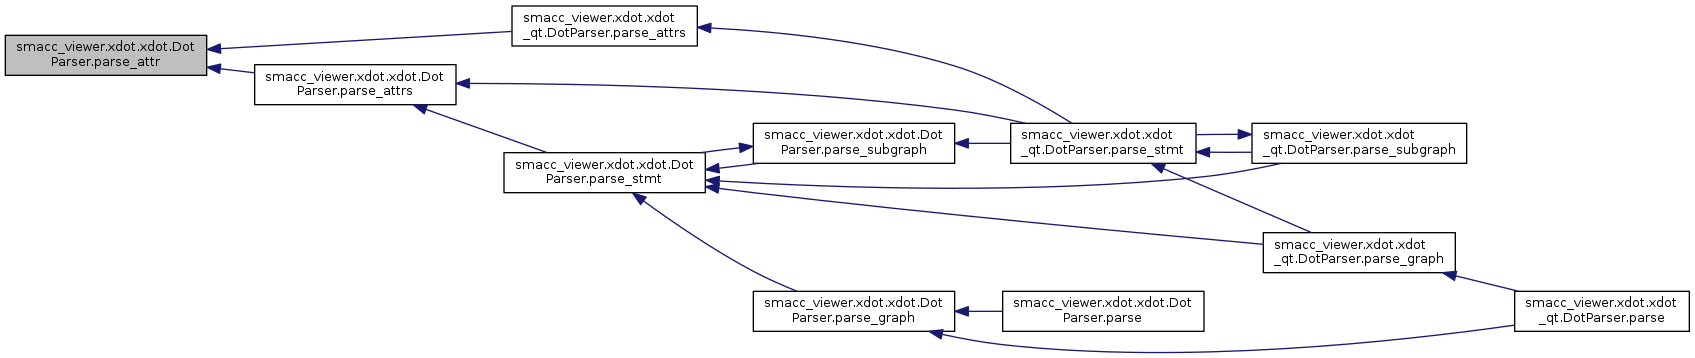 smacc_viewer.xdot.xdot.Dot
Parser.parse_attr
smacc_viewer.xdot.xdot
_qt.DotParser.parse_attrs
smacc_viewer.xdot.xdot.Dot
Parser.parse_attrs
smacc_viewer.xdot.xdot.Dot
Parser.parse_stmt
smacc_viewer.xdot.xdot.Dot
Parser.parse_subgraph
smacc_viewer.xdot.xdot
_qt.DotParser.parse_stmt
smacc_viewer.xdot.xdot
_qt.DotParser.parse_subgraph
smacc_viewer.xdot.xdot
_qt.DotParser.parse_graph
smacc_viewer.xdot.xdot.Dot
Parser.parse_graph
smacc_viewer.xdot.xdot.Dot
Parser.parse
smacc_viewer.xdot.xdot
_qt.DotParser.parse